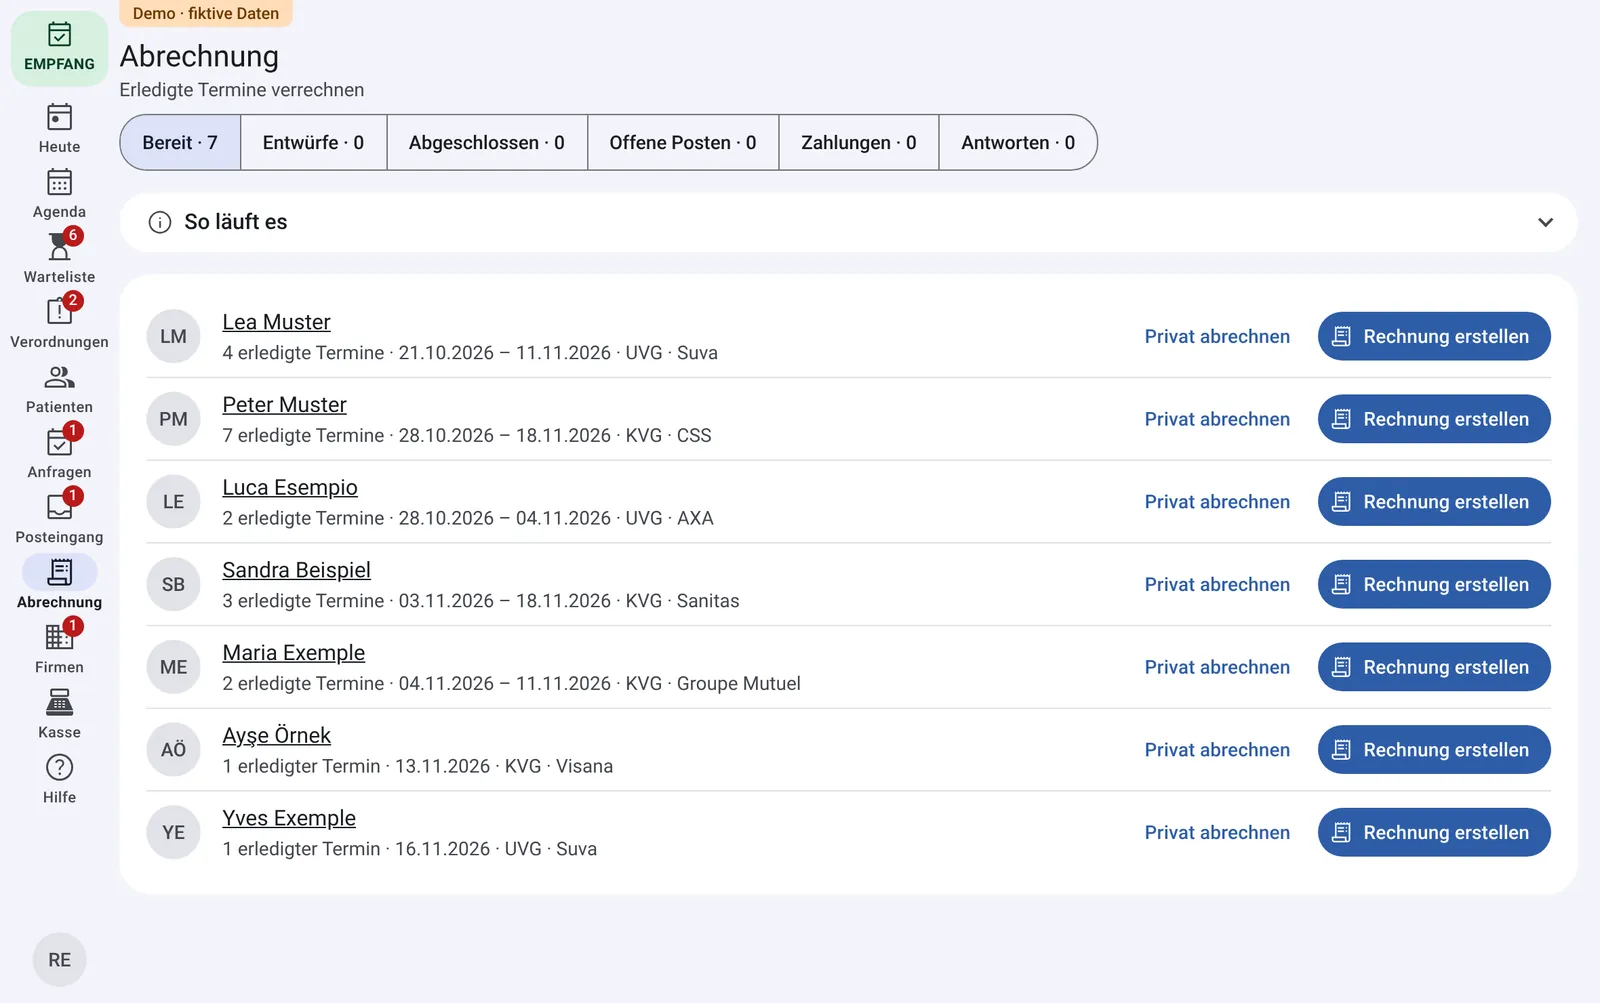 Demo · fiktive Daten
EMPFANG
Heute
Agenda
6
Warteliste
2
Verordnungen
Patienten
1
Anfragen
1
Posteingang
Abrechnung
1
Firmen
Kasse
Hilfe
RE
Abrechnung
Erledigte Termine verrechnen
Bereit · 7
Entwürfe · 0
Abgeschlossen · 0
Offene Posten · 0
Zahlungen · 0
Antworten · 0
So läuft es
LM
Lea Muster
4 erledigte Termine · 21.10.2026 – 11.11.2026 · UVG · Suva
Privat abrechnen
Rechnung erstellen
PM
Peter Muster
7 erledigte Termine · 28.10.2026 – 18.11.2026 · KVG · CSS
Privat abrechnen
Rechnung erstellen
LE
Luca Esempio
2 erledigte Termine · 28.10.2026 – 04.11.2026 · UVG · AXA
Privat abrechnen
Rechnung erstellen
SB
Sandra Beispiel
3 erledigte Termine · 03.11.2026 – 18.11.2026 · KVG · Sanitas
Privat abrechnen
Rechnung erstellen
ME
Maria Exemple
2 erledigte Termine · 04.11.2026 – 11.11.2026 · KVG · Groupe Mutuel
Privat abrechnen
Rechnung erstellen
AÖ
Ayşe Örnek
1 erledigter Termin · 13.11.2026 · KVG · Visana
Privat abrechnen
Rechnung erstellen
YE
Yves Exemple
1 erledigter Termin · 16.11.2026 · UVG · Suva
Privat abrechnen
Rechnung erstellen